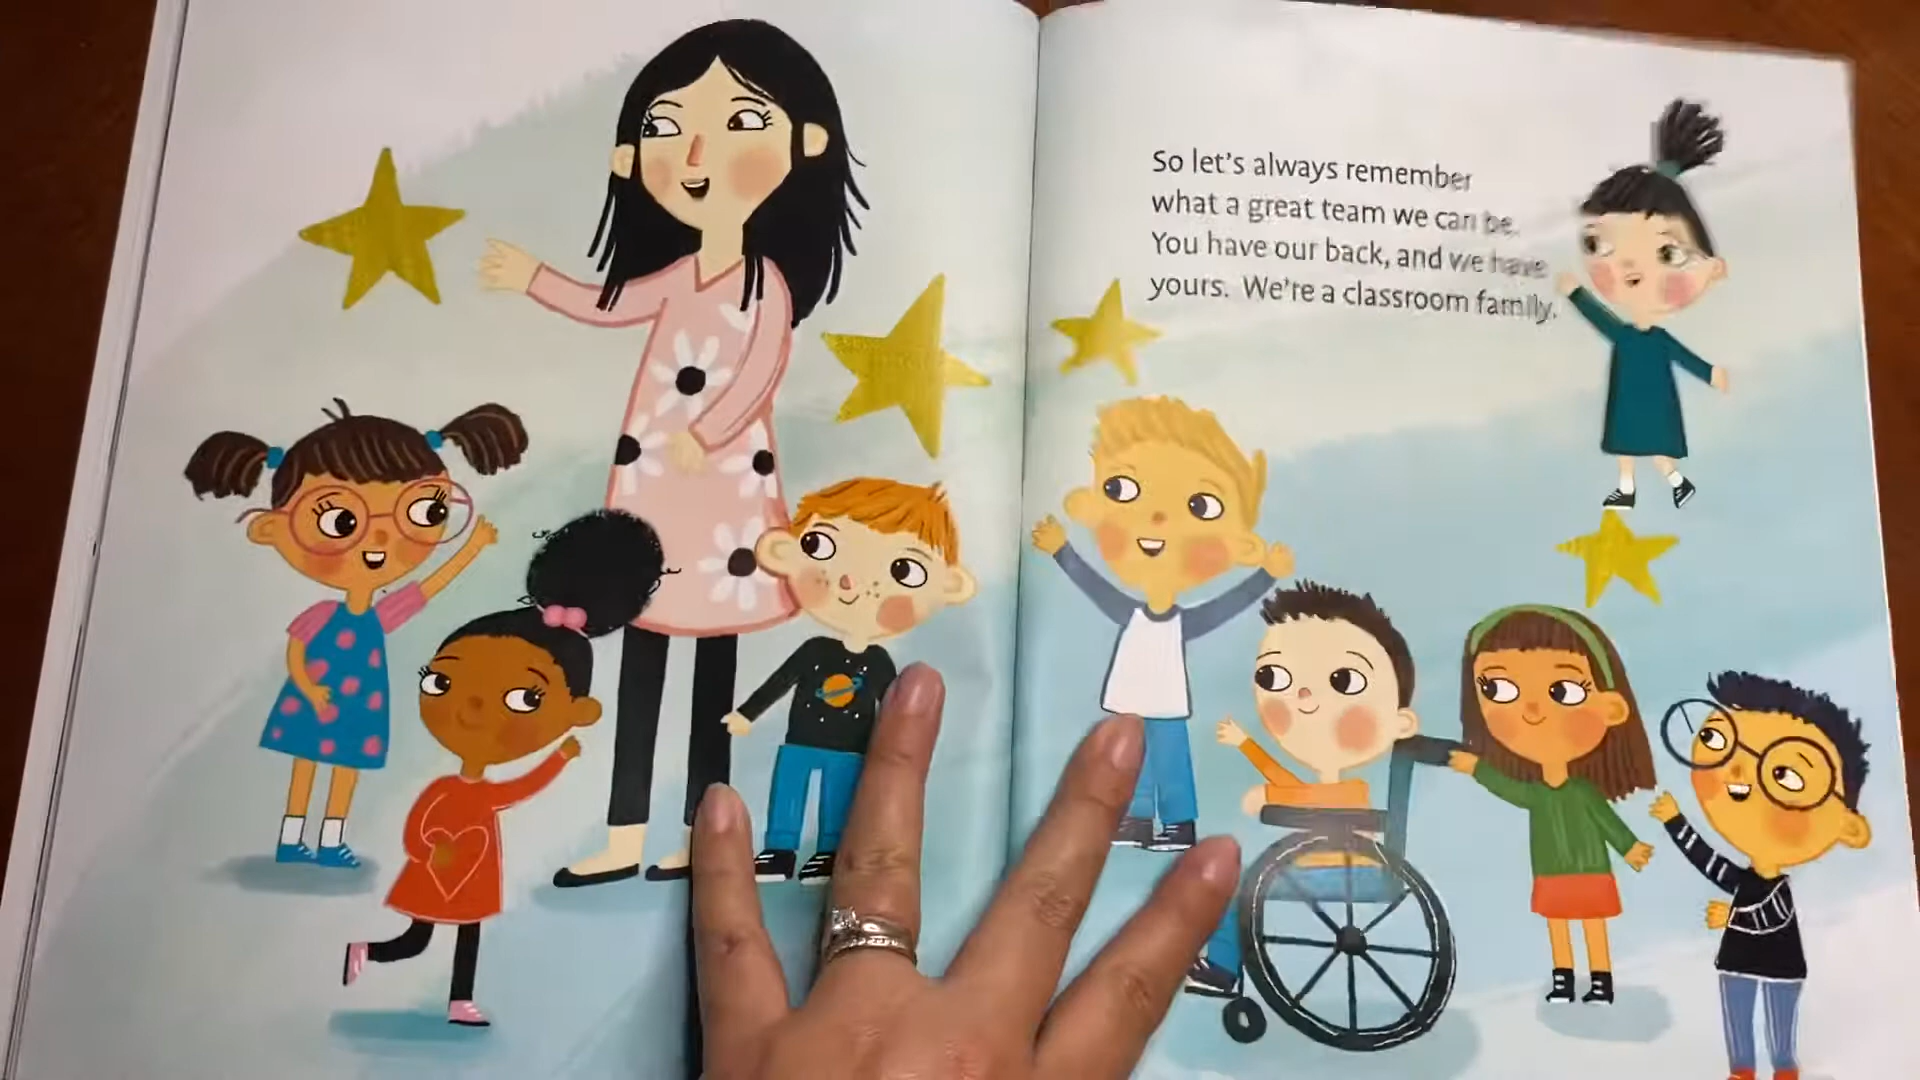 So let's always remember
what a great team we can be.
You have our back, and we have
yours. We're a classroom family.